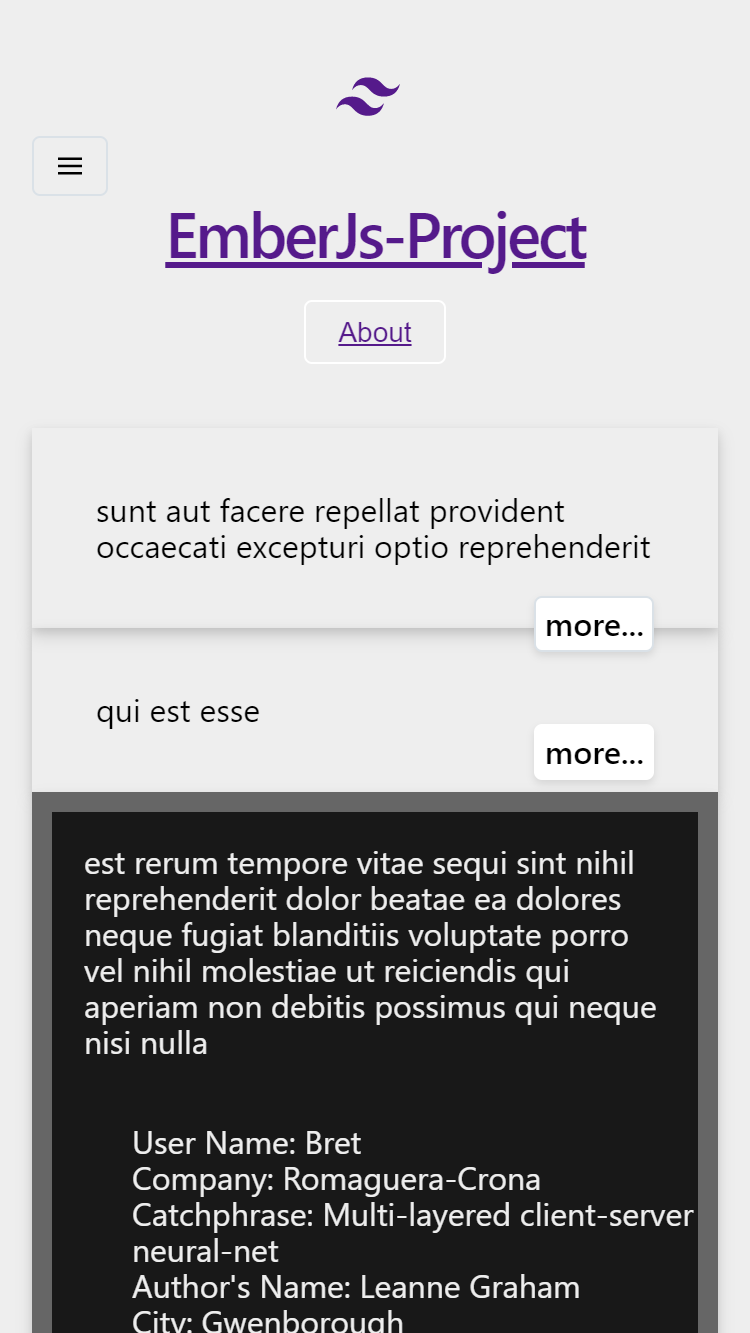 EmberJs-Project
About
sunt aut facere repellat provident
occaecati excepturi optio reprehenderit
more...
qui est esse
more...
est rerum tempore vitae sequi sint nihil
reprehenderit dolor beatae ea dolores
neque fugiat blanditiis voluptate porro
vel nihil molestiae ut reiciendis qui
aperiam non debitis possimus qui neque
nisi nulla
User Name: Bret
Company: Romaguera-Crona
Catchphrase: Multi-layered client-server
neural-net
Author's Name: Leanne Graham
City: Gwenborough